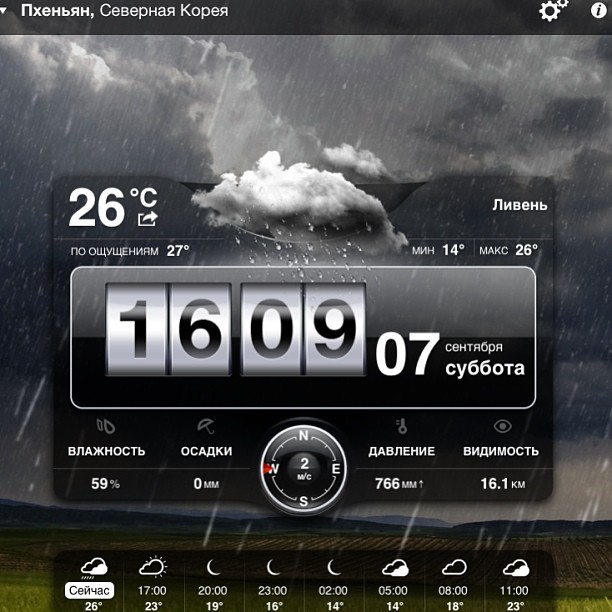 Пхеньян, Северная Корея
26°C
Ливень
ПО ОЩУЩЕНИЯМ 27°
МИН 14° МАКС 26°
16 09
07 сентября
суббота
ВЛАЖНОСТЬ
59%
ОСАДКИ
0 мм
N
W 2 E
м/с
S
ДАВЛЕНИЕ
766 мм↑
ВИДИМОСТЬ
16.1 км
Сейчас 17:00 20:00 23:00 02:00 05:00 08:00 11:00
26° 23° 19° 16° 14° 14° 18° 23°